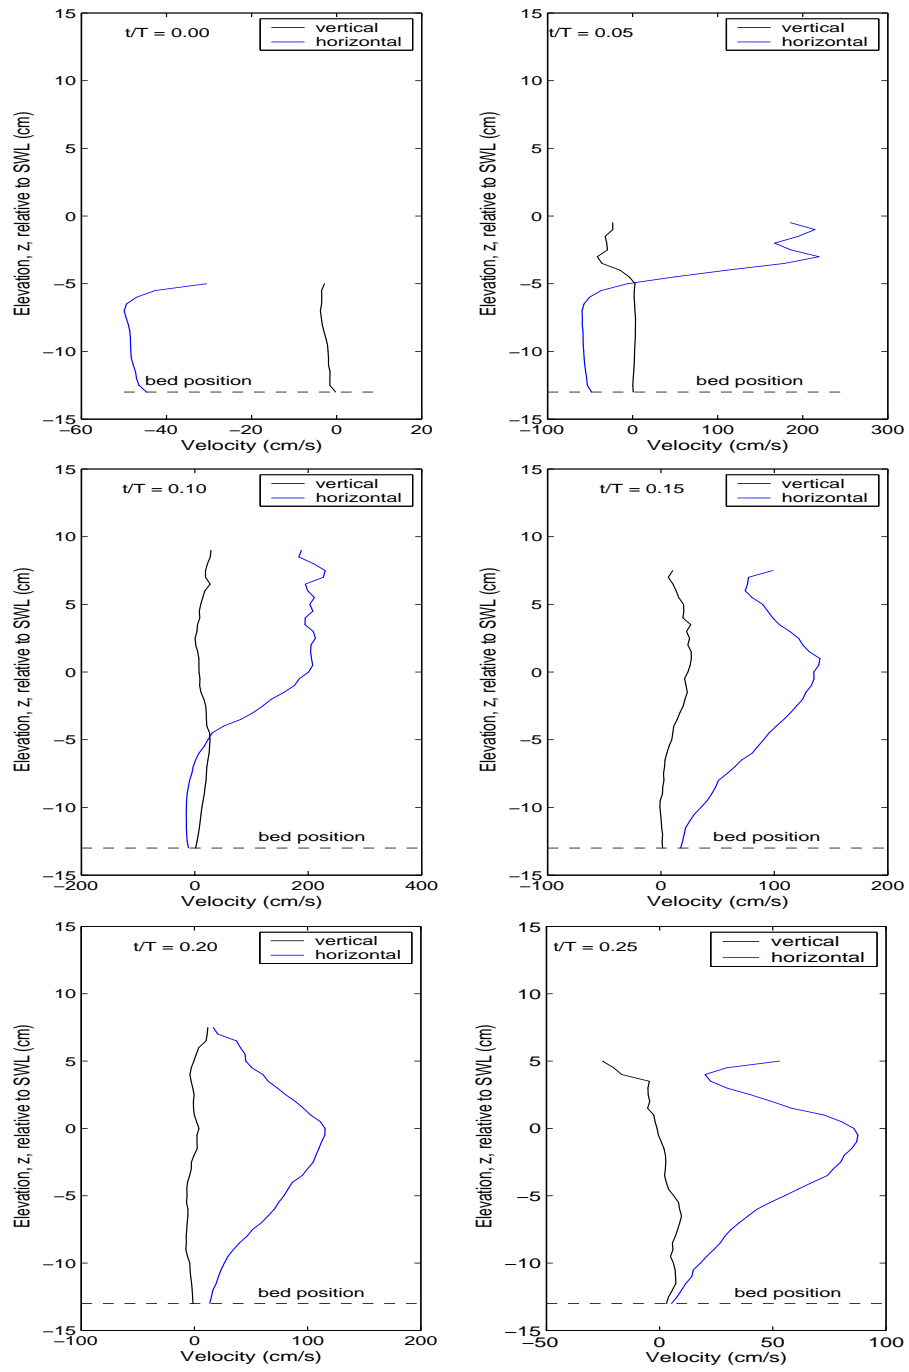 t/T = 0.00
vertical
horizontal
15
10
5
0
−5
−10
−15
Elevation, z, relative to SWL (cm)
bed position
−60 −40 −20 0 20
Velocity (cm/s)
t/T = 0.05
vertical
horizontal
15
10
5
0
−5
−10
−15
Elevation, z, relative to SWL (cm)
bed position
−100 0 100 200 300
Velocity (cm/s)
t/T = 0.10
vertical
horizontal
15
10
5
0
−5
−10
−15
Elevation, z, relative to SWL (cm)
bed position
−200 0 200 400
Velocity (cm/s)
t/T = 0.15
vertical
horizontal
15
10
5
0
−5
−10
−15
Elevation, z, relative to SWL (cm)
bed position
−100 0 100 200
Velocity (cm/s)
t/T = 0.20
vertical
horizontal
15
10
5
0
−5
−10
−15
Elevation, z, relative to SWL (cm)
bed position
−100 0 100 200
Velocity (cm/s)
t/T = 0.25
vertical
horizontal
15
10
5
0
−5
−10
−15
Elevation, z, relative to SWL (cm)
bed position
−50 0 50 100
Velocity (cm/s)